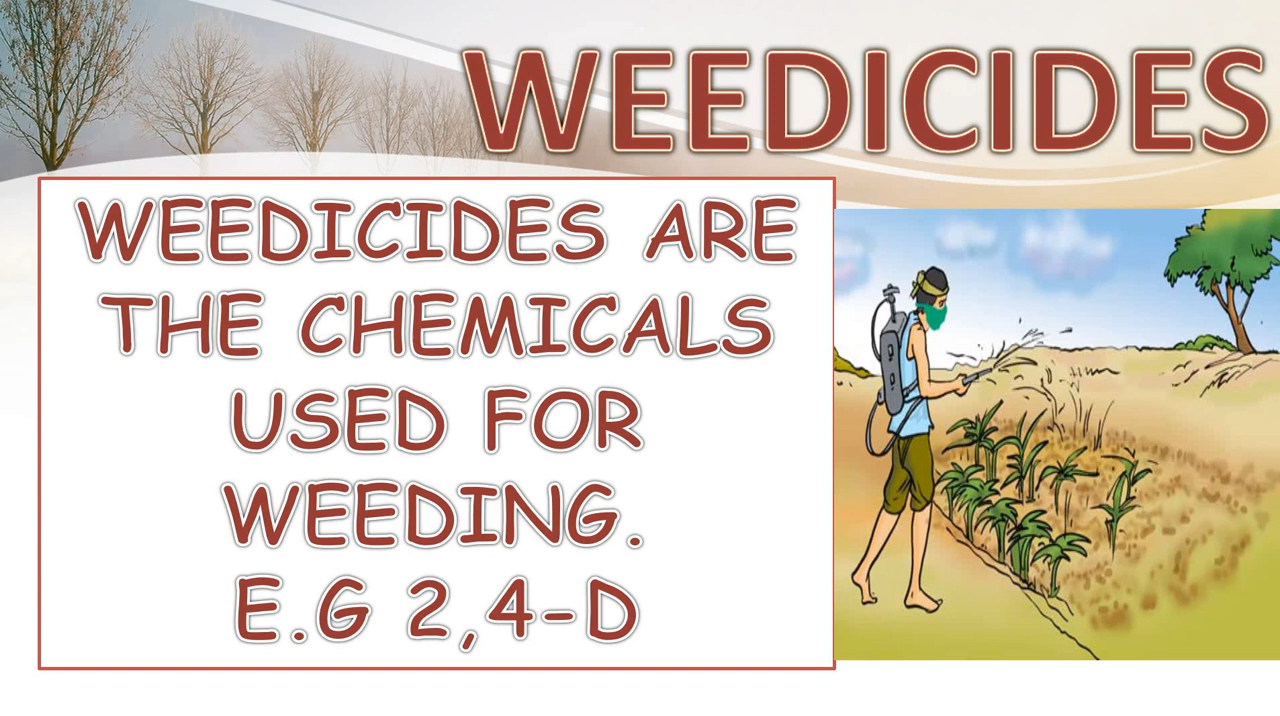 WEEDICIDES
WEEDICIDES ARE
THE CHEMICALS
USED FOR
WEEDING.
E.G 2,4-D